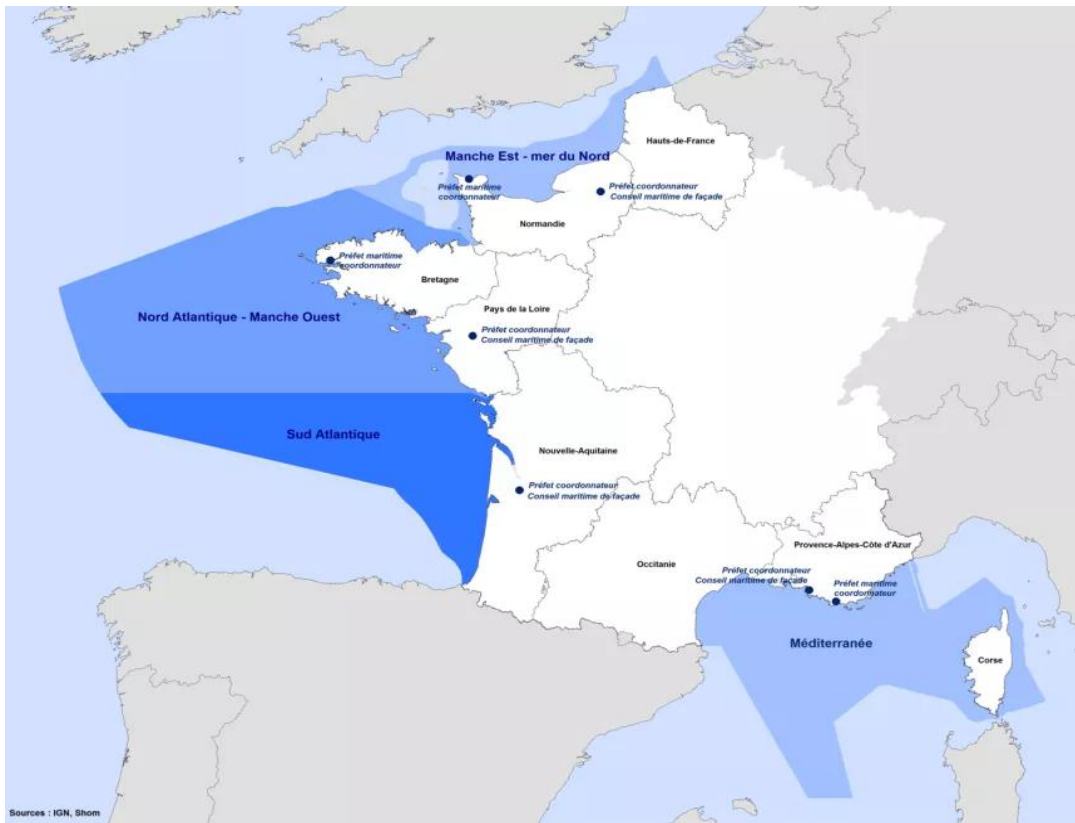 Hauts-de-France
Manche Est - mer du Nord
Préfet maritime
coordonnateur
Préfet coordonnateur
Conseil maritime de façade
Normandie
Préfet maritime
coordonnateur
Bretagne
Pays de la Loire
Nord Atlantique - Manche Ouest
Préfet coordonnateur
Conseil maritime de façade
Sud Atlantique
Nouvelle-Aquitaine
Préfet coordonnateur
Conseil maritime de façade
Provence-Alpes-Côte d'Azur
Occitanie
Préfet coordonnateur
Conseil maritime de façade
Préfet maritime
coordonnateur
Méditerranée
Corse
Sources : IGN, Shom